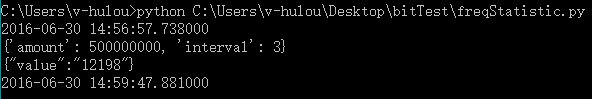 C:\Users\v-hulou>python C:\Users\v-hulou\Desktop\bitTest\freqStatistic.py
2016-06-30 14:56:57.738000
{'amount': 500000000, 'interval': 3}
{"value":"12198"}
2016-06-30 14:59:47.881000